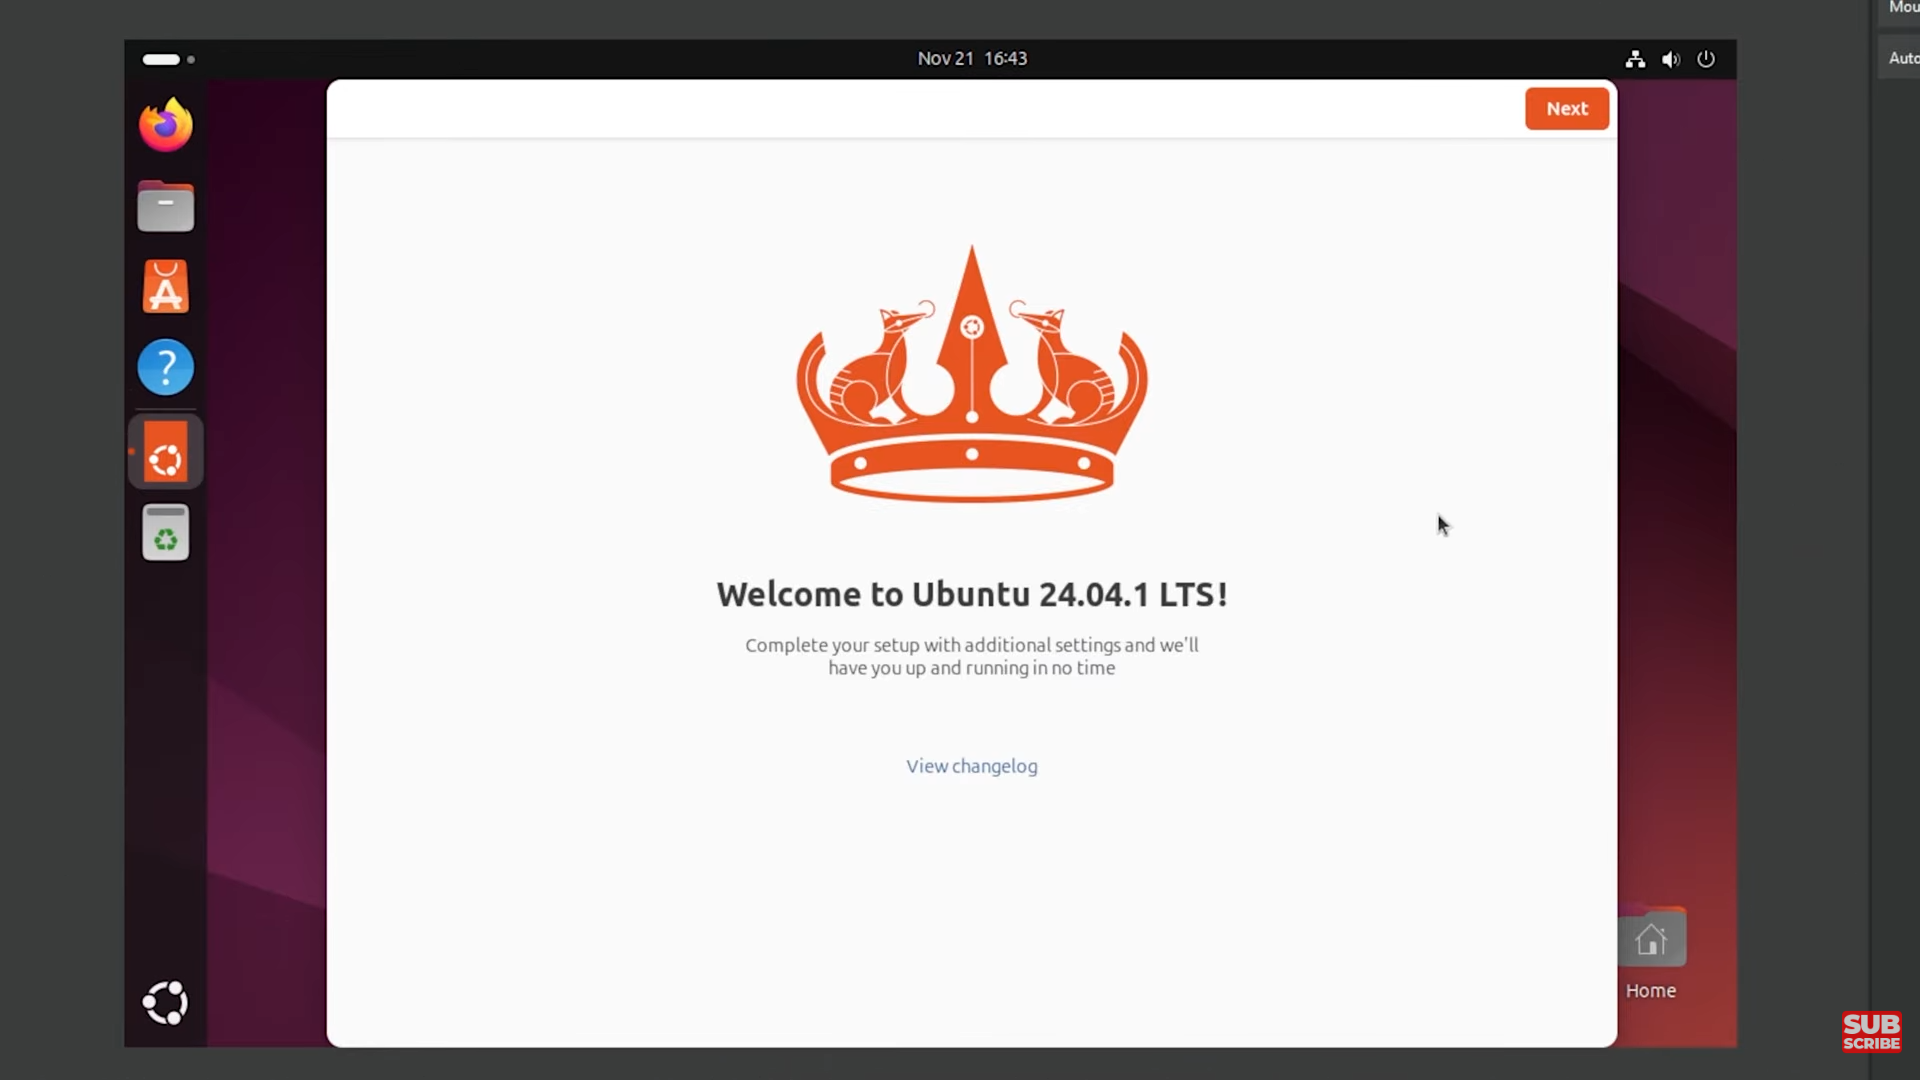 Mou
Nov 21 16:43
Auto
Next
Welcome to Ubuntu 24.04.1 LTS!
Complete your setup with additional settings and we'll
have you up and running in no time
View changelog
Home
SUB
SCRIBE